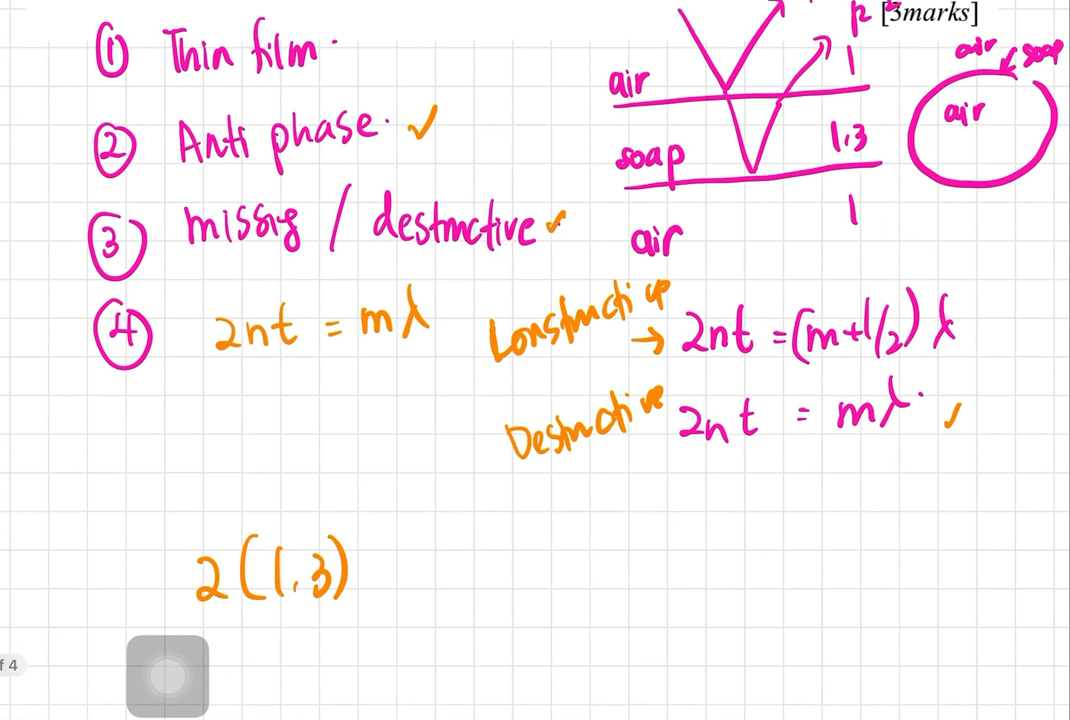 [3marks]
① Thin film.
② Anti phase. ✓
③ missing / destructive ✓
④ 2nt = mλ
Constructive → 2nt = (m+1/2) λ
Destructive 2nt = mλ. ✓
2(1.3)
air
soap
air
1
1.3
1
air
soap
air
f 4